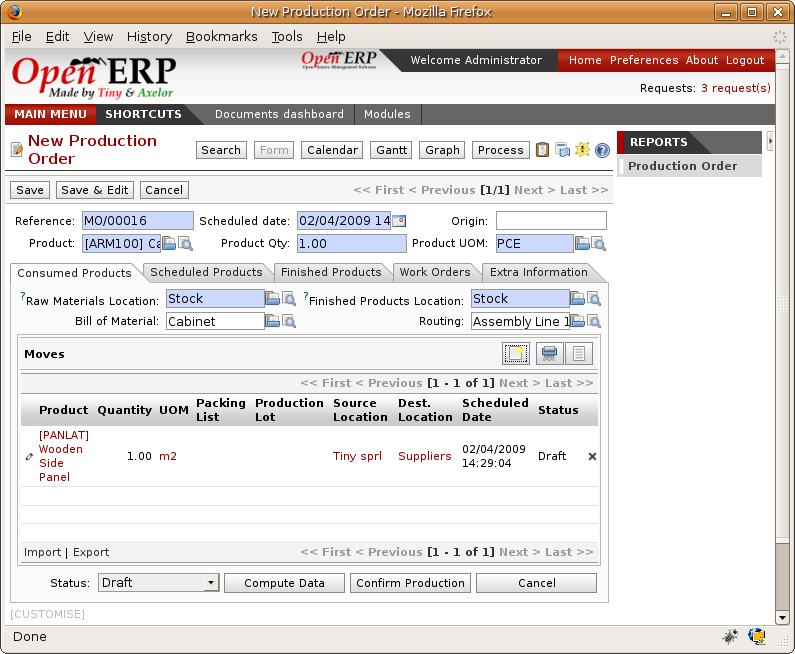 New Production Order - Mozilla Firefox
File Edit View History Bookmarks Tools Help
Open ERP
Made by Tiny & Axelor
Open ERP
Welcome Administrator
Home Preferences About Logout
Requests: 3 request(s)
MAIN MENU SHORTCUTS Documents dashboard Modules
New Production Order
Search Form Calendar Gantt Graph Process
REPORTS
Production Order
Save Save & Edit Cancel << First < Previous [1/1] Next > Last >>
Reference: MO/00016 Scheduled date: 02/04/2009 14 Origin:
Product: [ARM100] Ca Product Qty: 1.00 Product UOM: PCE
Consumed Products Scheduled Products Finished Products Work Orders Extra Information
? Raw Materials Location: Stock ? Finished Products Location: Stock
Bill of Material: Cabinet Routing: Assembly Line 1
Moves
<< First < Previous [1 - 1 of 1] Next > Last >>
Product Quantity UOM Packing List Production Lot Source Location Dest. Location Scheduled Date Status
[PANLAT] Wooden Side Panel 1.00 m2 Tiny sprl Suppliers 02/04/2009 14:29:04 Draft
Import | Export << First < Previous [1 - 1 of 1] Next > Last >>
Status: Draft Compute Data Confirm Production Cancel
[CUSTOMISE]
Done